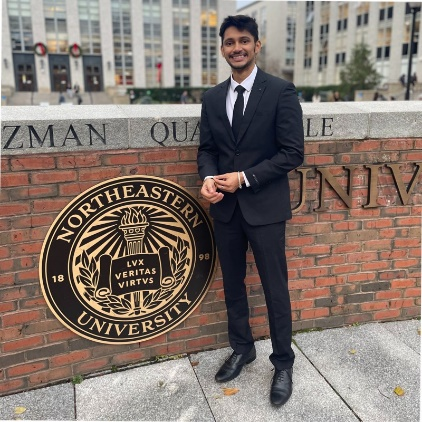 ZMAN QUA LE
UNIV
NORTHEASTERN
LVX
VERITAS
VIRTVS
18 98
UNIVERSITY